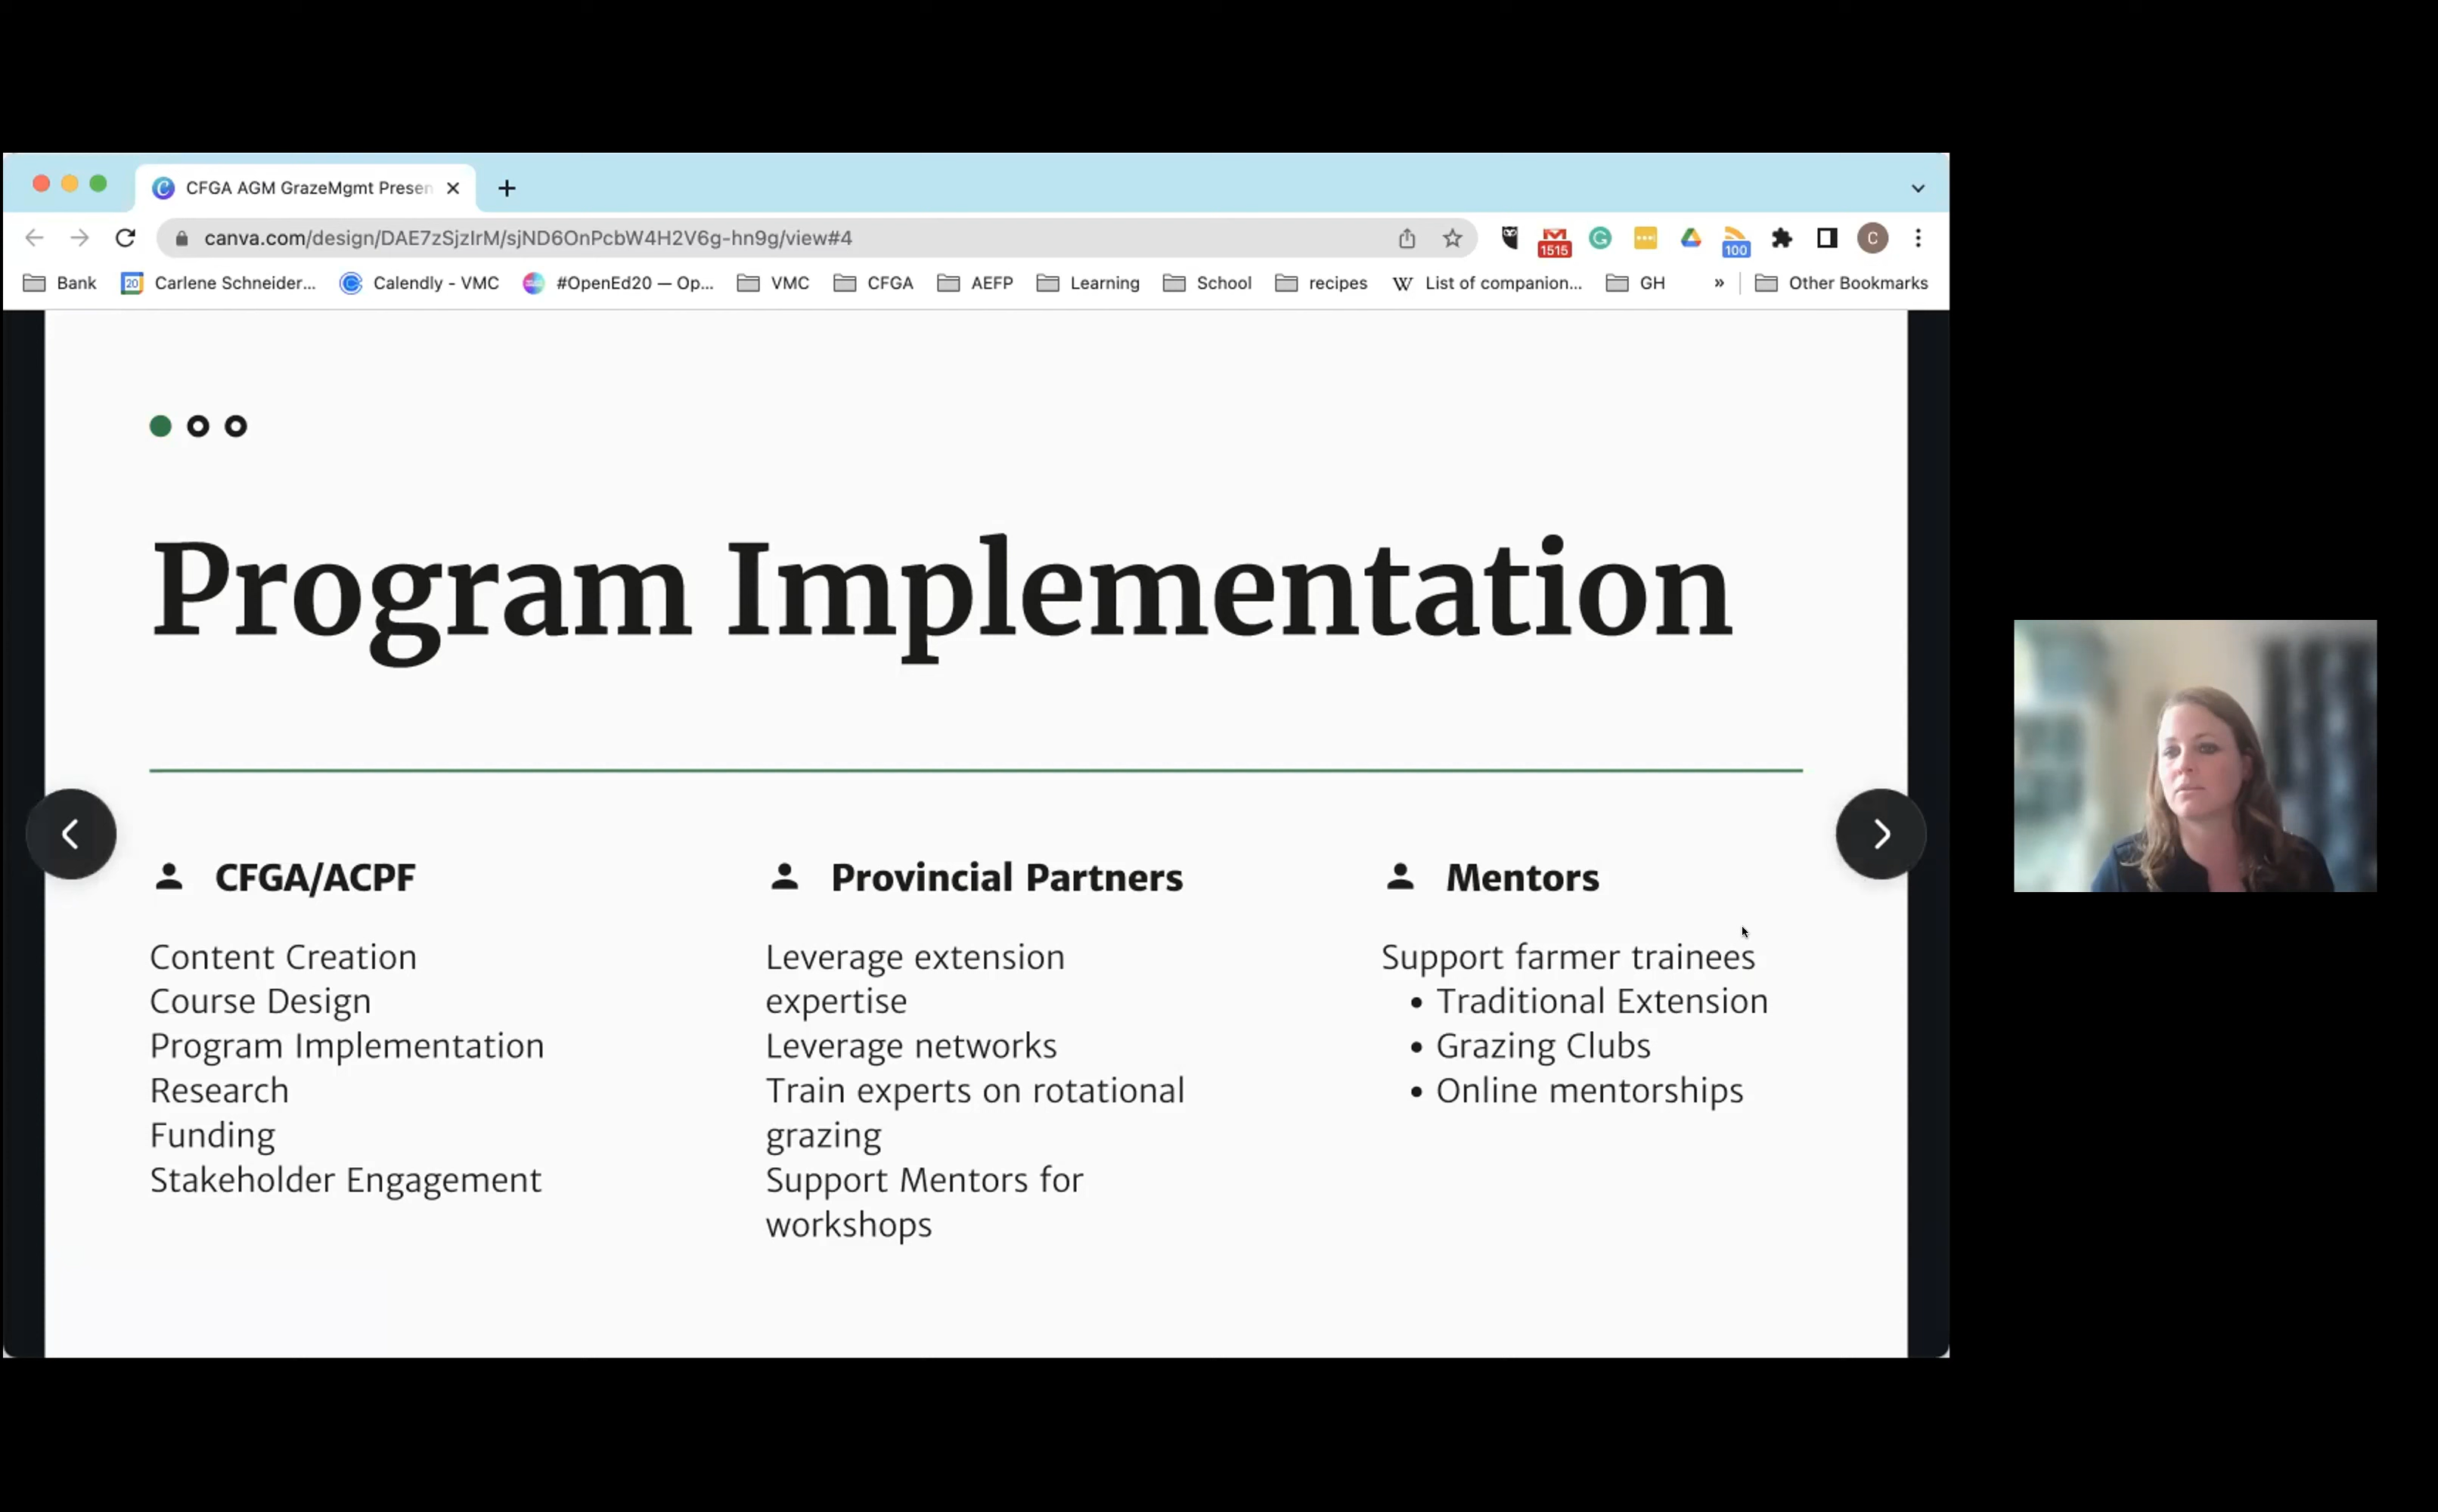 CFGA AGM GrazeMgmt Presen
canva.com/design/DAE7zSjzIrM/sjND6OnPcbW4H2V6g-hn9g/view#4
1515
100
C
Bank
20
Carlene Schneider...
Calendly - VMC
#OpenEd20 — Op...
VMC
CFGA
AEFP
Learning
School
recipes
W
List of companion...
GH
»
Other Bookmarks
Program Implementation
CFGA/ACPF
Content Creation
Course Design
Program Implementation
Research
Funding
Stakeholder Engagement
Provincial Partners
Leverage extension
expertise
Leverage networks
Train experts on rotational
grazing
Support Mentors for
workshops
Mentors
Support farmer trainees
• Traditional Extension
• Grazing Clubs
• Online mentorships